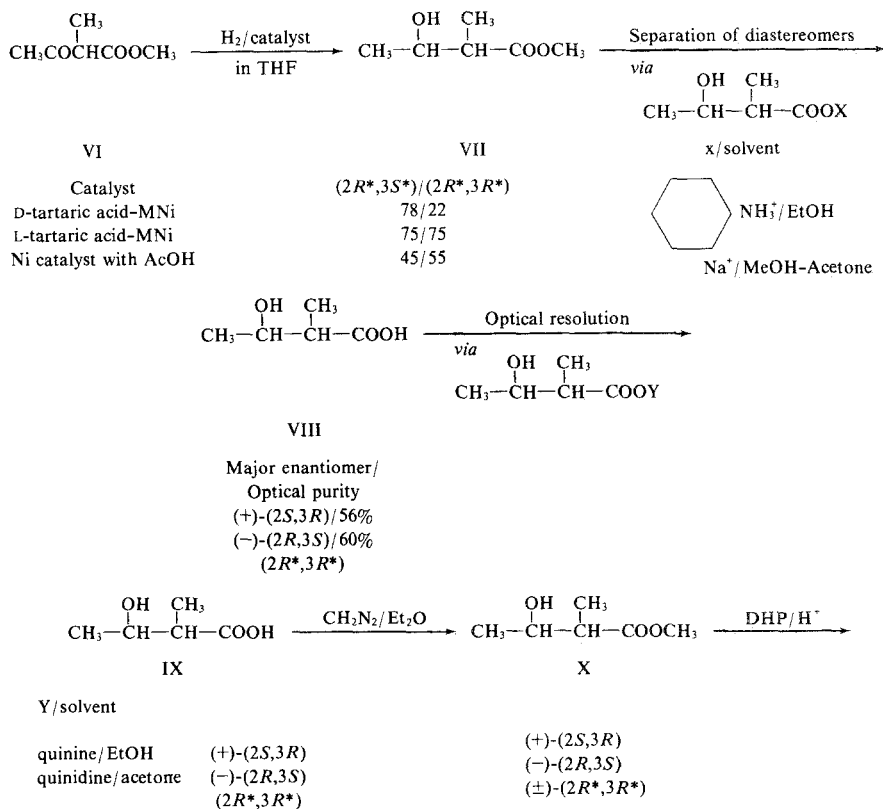 CH₃
CH₃COCHCOOCH₃
H₂/catalyst
in THF
OH CH₃
CH₃—CH—CH—COOCH₃
Separation of diastereomers
via
OH CH₃
CH₃—CH—CH—COOX
VI
VII
x/solvent
Catalyst
(2R*,3S*)/(2R*,3R*)
D-tartaric acid–MNi 78/22
L-tartaric acid–MNi 75/75
Ni catalyst with AcOH 45/55
NH₃⁺/EtOH
Na⁺/MeOH–Acetone
OH CH₃
CH₃—CH—CH—COOH
Optical resolution
via
OH CH₃
CH₃—CH—CH—COOY
VIII
Major enantiomer/
Optical purity
(+)-(2S,3R)/56%
(−)-(2R,3S)/60%
(2R*,3R*)
OH CH₃
CH₃—CH—CH—COOH
CH₂N₂/Et₂O
OH CH₃
CH₃—CH—CH—COOCH₃
DHP/H⁺
IX
X
Y/solvent
quinine/EtOH (+)-(2S,3R)
quinidine/acetone (−)-(2R,3S)
(2R*,3R*)
(+)-(2S,3R)
(−)-(2R,3S)
(±)-(2R*,3R*)